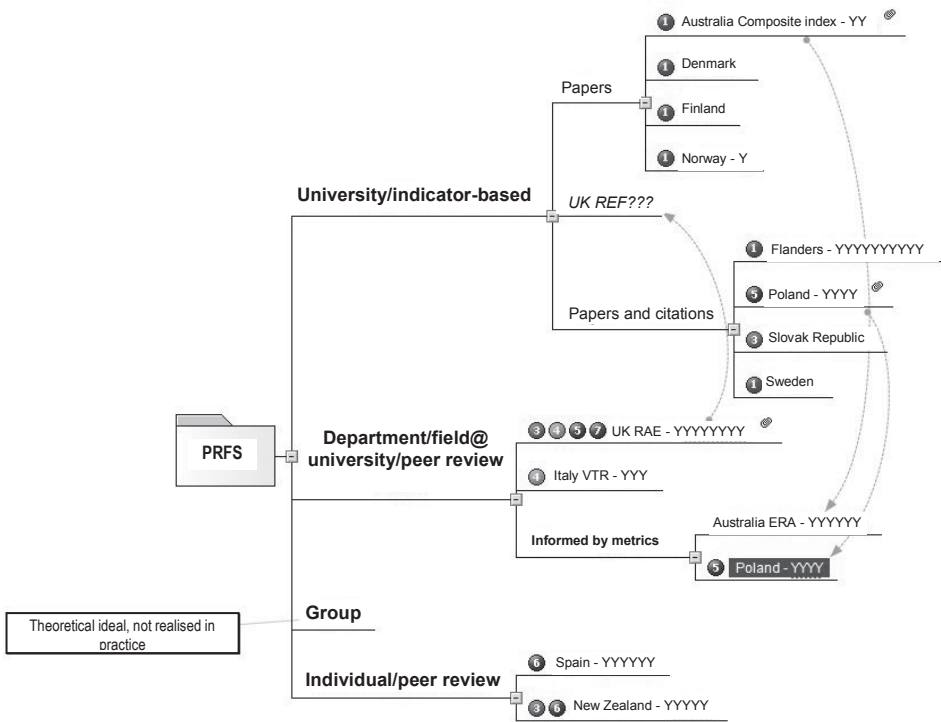 1 Australia Composite index - YY
1 Denmark
Papers
1 Finland
1 Norway - Y
University/indicator-based
UK REF???
1 Flanders - YYYYYYYYYY
5 Poland - YYYY
Papers and citations
3 Slovak Republic
1 Sweden
PRFS
Department/field@
university/peer review
3 4 5 7 UK RAE - YYYYYYYY
4 Italy VTR - YYY
Informed by metrics
Australia ERA - YYYYYY
5 Poland - YYYY
Group
Theoretical ideal, not realised in
practice
Individual/peer review
6 Spain - YYYYYY
3 6 New Zealand - YYYYY